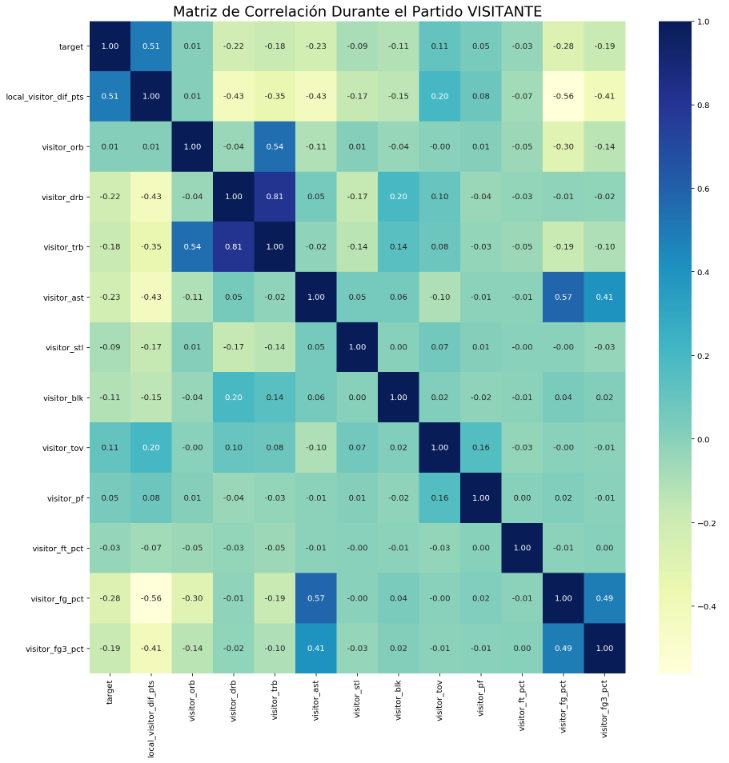 Matriz de Correlación Durante el Partido VISITANTE
target 1.00 0.51 0.01 -0.22 -0.18 -0.23 -0.09 -0.11 0.11 0.05 -0.03 -0.28 -0.19
local_visitor_dif_pts 0.51 1.00 0.01 -0.43 -0.35 -0.43 -0.17 -0.15 0.20 0.08 -0.07 -0.56 -0.41
visitor_orb 0.01 0.01 1.00 -0.04 0.54 -0.11 0.01 -0.04 -0.00 0.01 -0.05 -0.30 -0.14
visitor_drb -0.22 -0.43 -0.04 1.00 0.81 0.05 -0.17 0.20 0.10 -0.04 -0.03 -0.01 -0.02
visitor_trb -0.18 -0.35 0.54 0.81 1.00 -0.02 -0.14 0.14 0.08 -0.03 -0.05 -0.19 -0.10
visitor_ast -0.23 -0.43 -0.11 0.05 -0.02 1.00 0.05 0.06 -0.10 -0.01 -0.01 0.57 0.41
visitor_stl -0.09 -0.17 0.01 -0.17 -0.14 0.05 1.00 0.00 0.07 0.01 -0.00 -0.00 -0.03
visitor_blk -0.11 -0.15 -0.04 0.20 0.14 0.06 0.00 1.00 0.02 -0.02 -0.01 0.04 0.02
visitor_tov 0.11 0.20 -0.00 0.10 0.08 -0.10 0.07 0.02 1.00 0.16 -0.03 -0.00 -0.01
visitor_pf 0.05 0.08 0.01 -0.04 -0.03 -0.01 0.01 -0.02 0.16 1.00 0.00 0.02 -0.01
visitor_ft_pct -0.03 -0.07 -0.05 -0.03 -0.05 -0.01 -0.00 -0.01 -0.03 0.00 1.00 -0.01 0.00
visitor_fg_pct -0.28 -0.56 -0.30 -0.01 -0.19 0.57 -0.00 0.04 -0.00 0.02 -0.01 1.00 0.49
visitor_fg3_pct -0.19 -0.41 -0.14 -0.02 -0.10 0.41 -0.03 0.02 -0.01 -0.01 0.00 0.49 1.00
target
local_visitor_dif_pts
visitor_orb
visitor_drb
visitor_trb
visitor_ast
visitor_stl
visitor_blk
visitor_tov
visitor_pf
visitor_ft_pct
visitor_fg_pct
visitor_fg3_pct
1.0
0.8
0.6
0.4
0.2
0.0
−0.2
−0.4